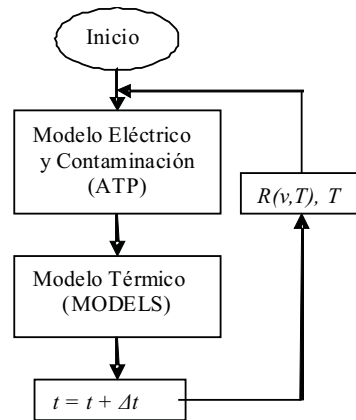 Inicio
Modelo Eléctrico
y Contaminación
(ATP)
R(v,T), T
Modelo Térmico
(MODELS)
t = t + Δt